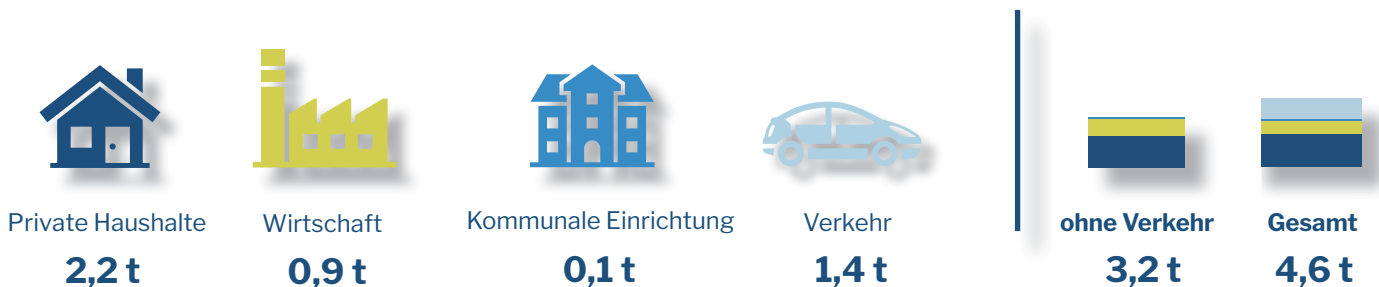 Private Haushalte
2,2 t
Wirtschaft
0,9 t
Kommunale Einrichtung
0,1 t
Verkehr
1,4 t
ohne Verkehr
3,2 t
Gesamt
4,6 t